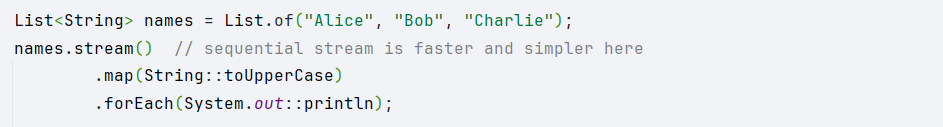 List<String> names = List.of("Alice", "Bob", "Charlie");
names.stream()  // sequential stream is faster and simpler here
        .map(String::toUpperCase)
        .forEach(System.out::println);